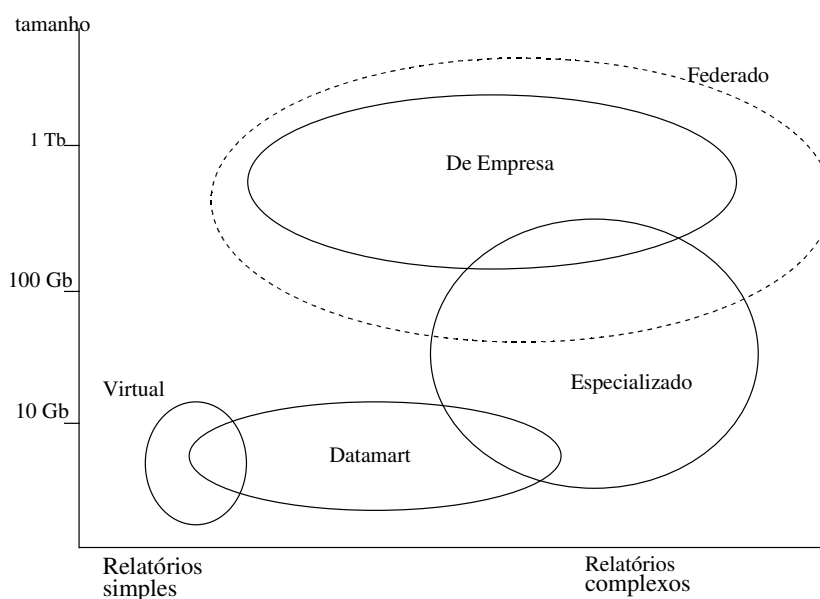 tamanho
Federado
1 Tb
De Empresa
100 Gb
Especializado
Virtual
10 Gb
Datamart
Relatórios
simples
Relatórios
complexos